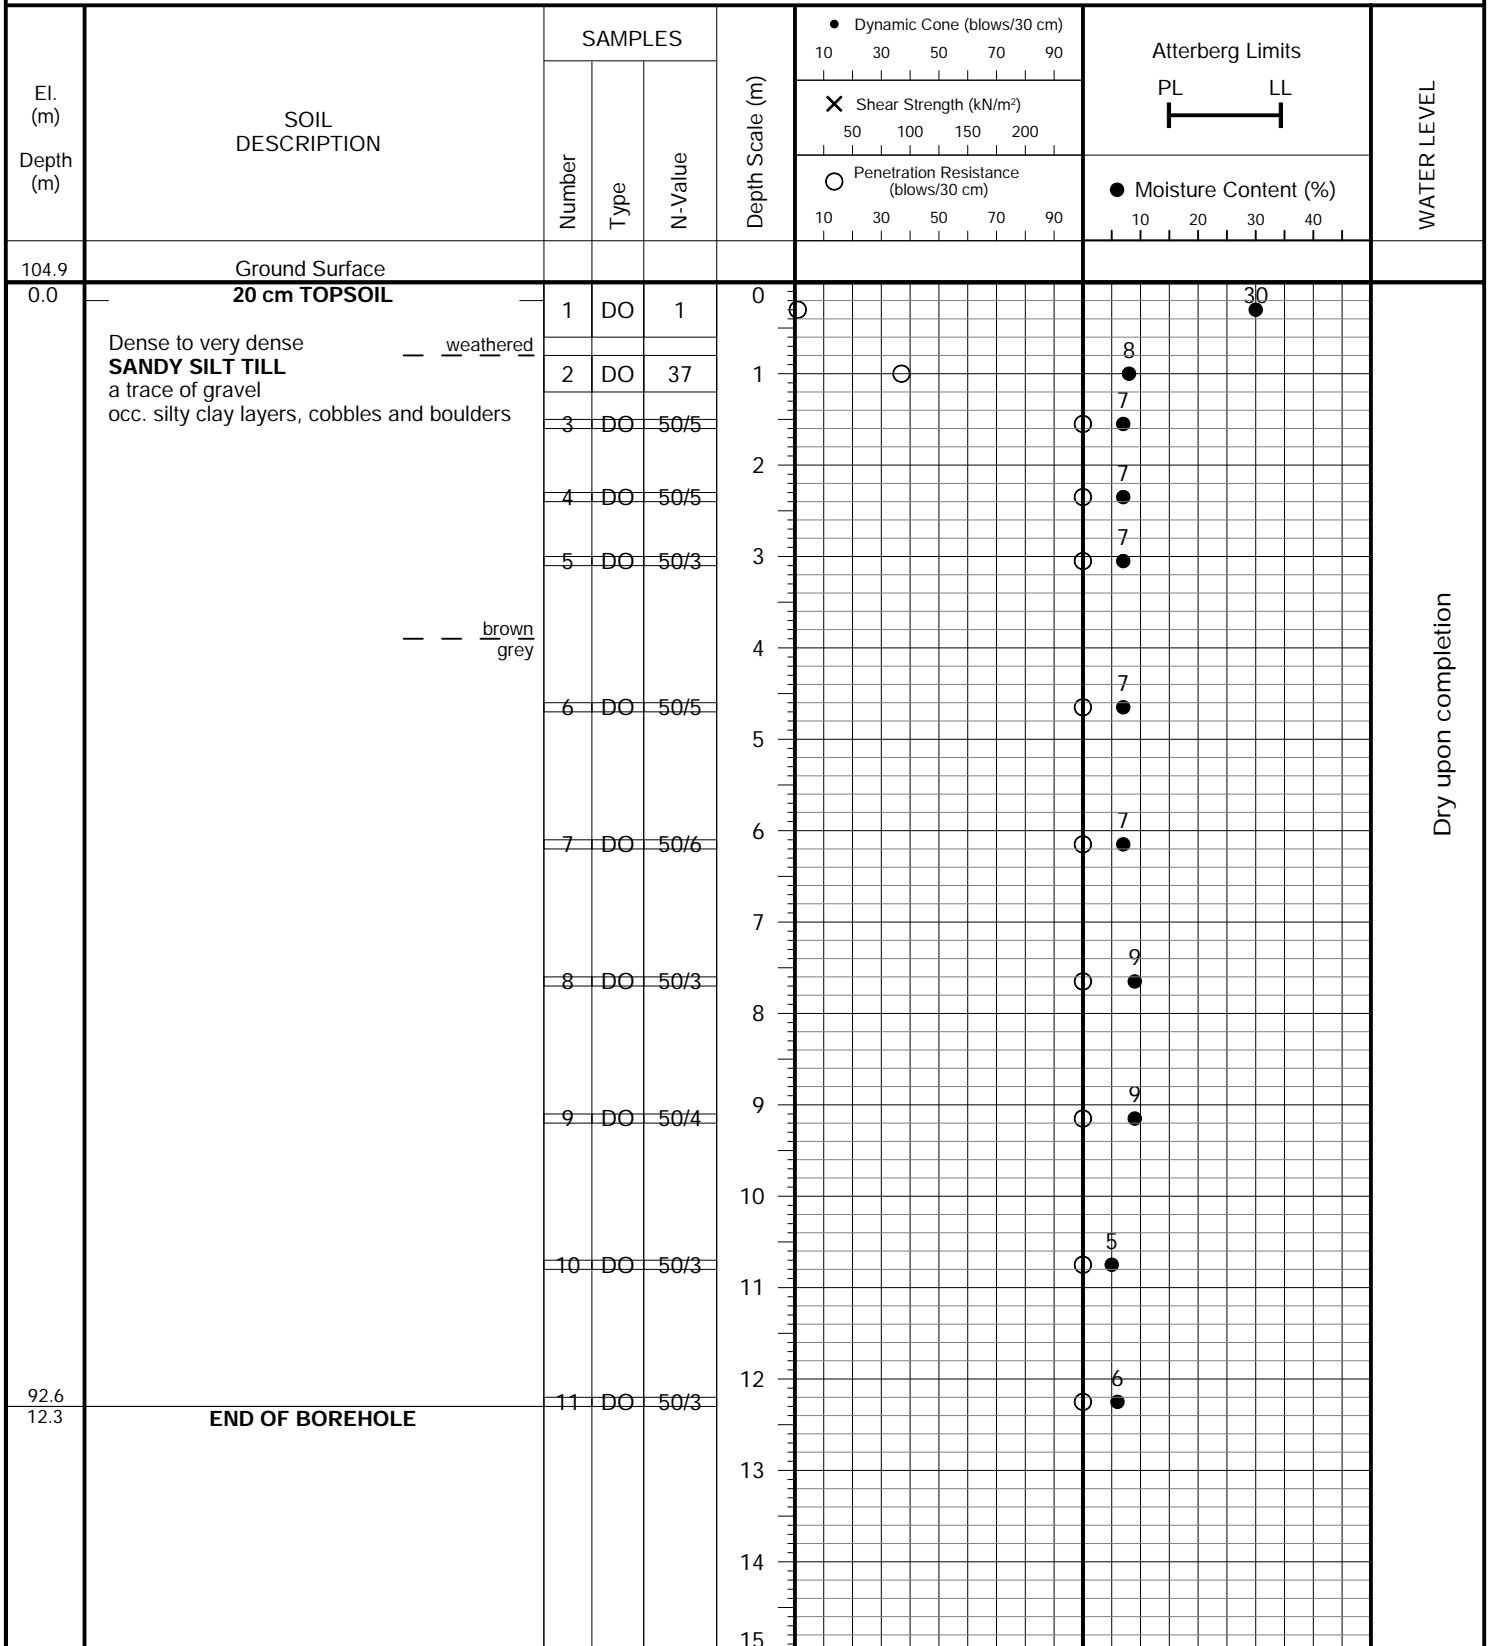 El.
(m)
Depth
(m)
SOIL
DESCRIPTION
SAMPLES
Number
Type
N-Value
Depth Scale (m)
● Dynamic Cone (blows/30 cm)
10 30 50 70 90
✕ Shear Strength (kN/m²)
50 100 150 200
○ Penetration Resistance
(blows/30 cm)
10 30 50 70 90
Atterberg Limits
PL LL
● Moisture Content (%)
10 20 30 40
WATER LEVEL
104.9 Ground Surface
0.0 20 cm TOPSOIL 0 30
1 DO 1
Dense to very dense weathered
SANDY SILT TILL
a trace of gravel
occ. silty clay layers, cobbles and boulders
8
2 DO 37 1
7
3 DO 50/5
2
7
4 DO 50/5
7
3
5 DO 50/3
brown
grey
4
7
6 DO 50/5
5
7
6
7 DO 50/6
7
9
8 DO 50/3
8
9
9
9 DO 50/4
10
5
10 DO 50/3
11
6
12
92.6
11 DO 50/3
12.3 END OF BOREHOLE
13
14
15
Dry upon completion